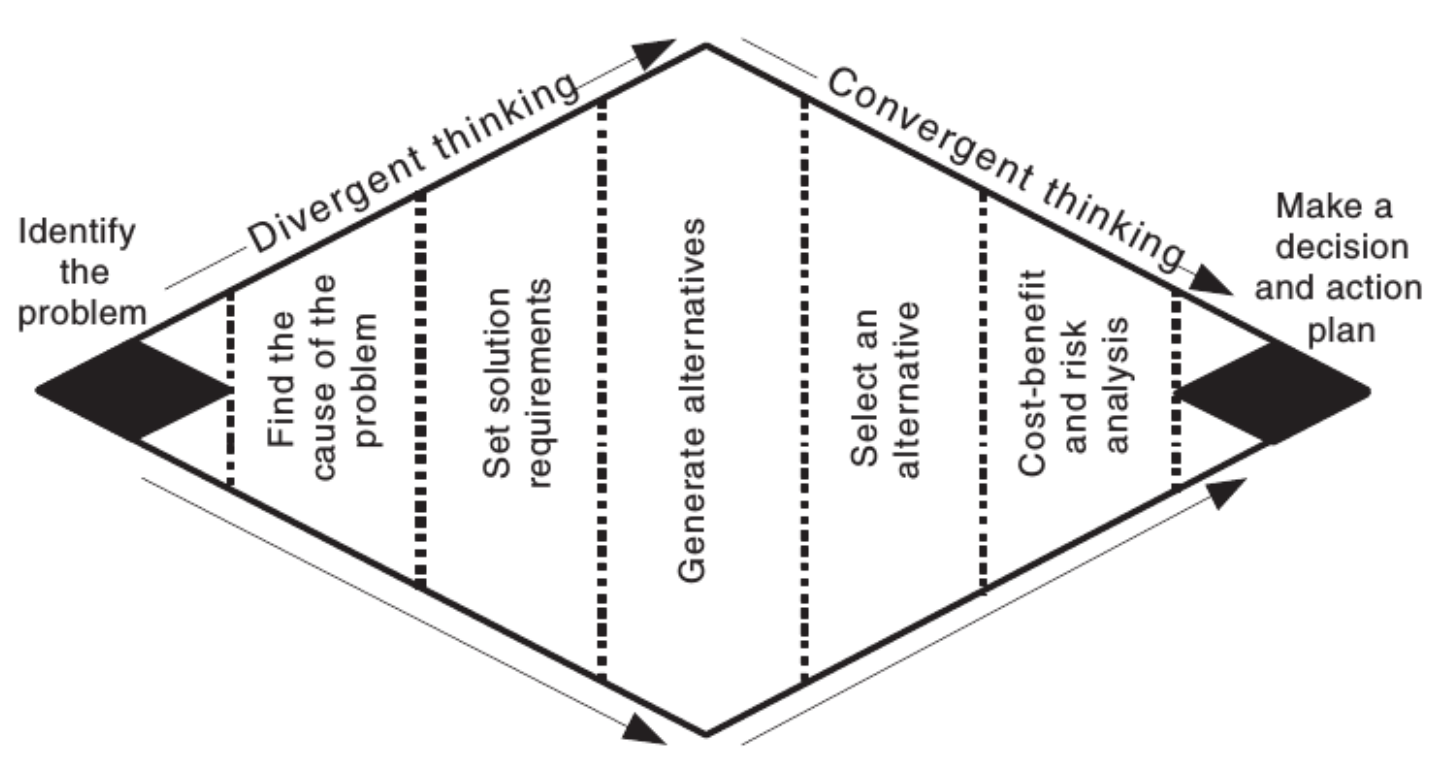 Divergent thinking
Convergent thinking
Identify
the
problem
Find the
cause of the
problem
Set solution
requirements
Generate alternatives
Select an
alternative
Cost-benefit
and risk
analysis
Make a
decision
and action
plan